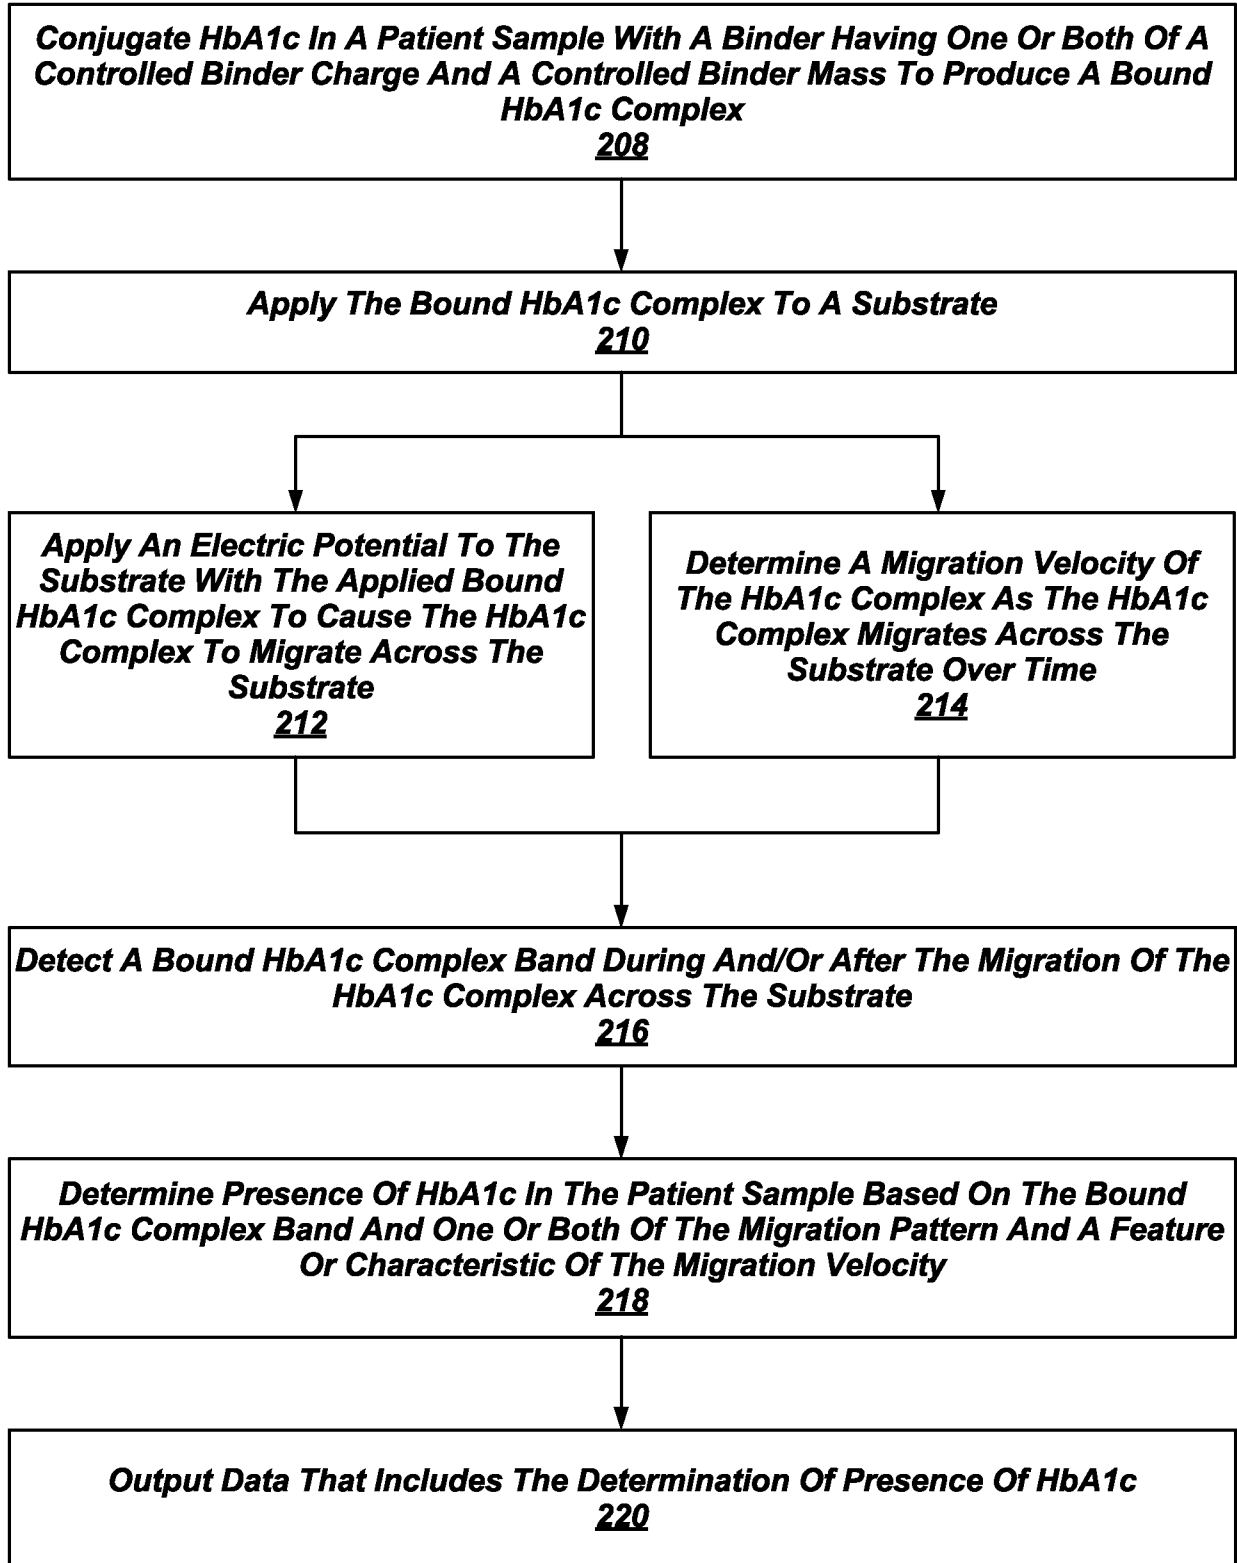 Conjugate HbA1c In A Patient Sample With A Binder Having One Or Both Of A
Controlled Binder Charge And A Controlled Binder Mass To Produce A Bound
HbA1c Complex
208
Apply The Bound HbA1c Complex To A Substrate
210
Apply An Electric Potential To The
Substrate With The Applied Bound
HbA1c Complex To Cause The HbA1c
Complex To Migrate Across The
Substrate
212
Determine A Migration Velocity Of
The HbA1c Complex As The HbA1c
Complex Migrates Across The
Substrate Over Time
214
Detect A Bound HbA1c Complex Band During And/Or After The Migration Of The
HbA1c Complex Across The Substrate
216
Determine Presence Of HbA1c In The Patient Sample Based On The Bound
HbA1c Complex Band And One Or Both Of The Migration Pattern And A Feature
Or Characteristic Of The Migration Velocity
218
Output Data That Includes The Determination Of Presence Of HbA1c
220